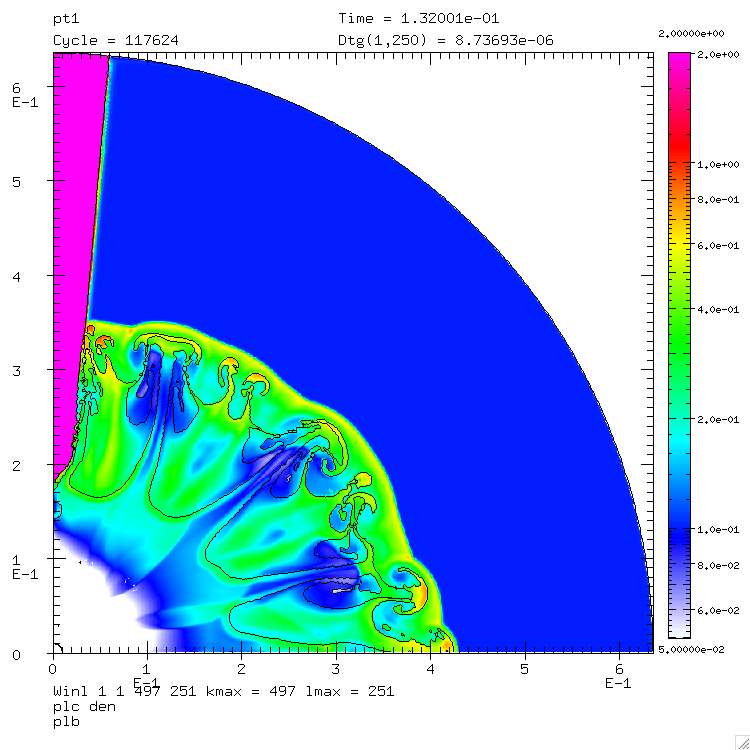 pt1 Time = 1.32001e-01
Cycle = 117624 Dtg(1,250) = 8.73693e-06
2.00000e+00
2.0e+00
6
E-1
5
1.0e+00
8.0e-01
6.0e-01
4
4.0e-01
3
2.0e-01
2
1.0e-01
1
E-1
8.0e-02
6.0e-02
0
5.00000e-02
0 1 2 3 4 5 6
E-1 E-1
Win1 1 1 497 251 kmax = 497 lmax = 251
plc den
plb